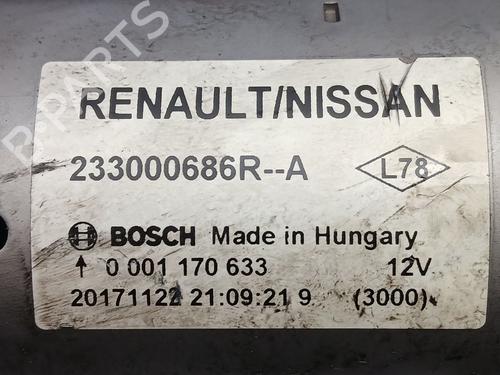 RENAULT/NISSAN
233000686R--A L78
BOSCH Made in Hungary
↑ 0 001 170 633 12V
20171122 21:09:21 9 (3000)
B-PARTS